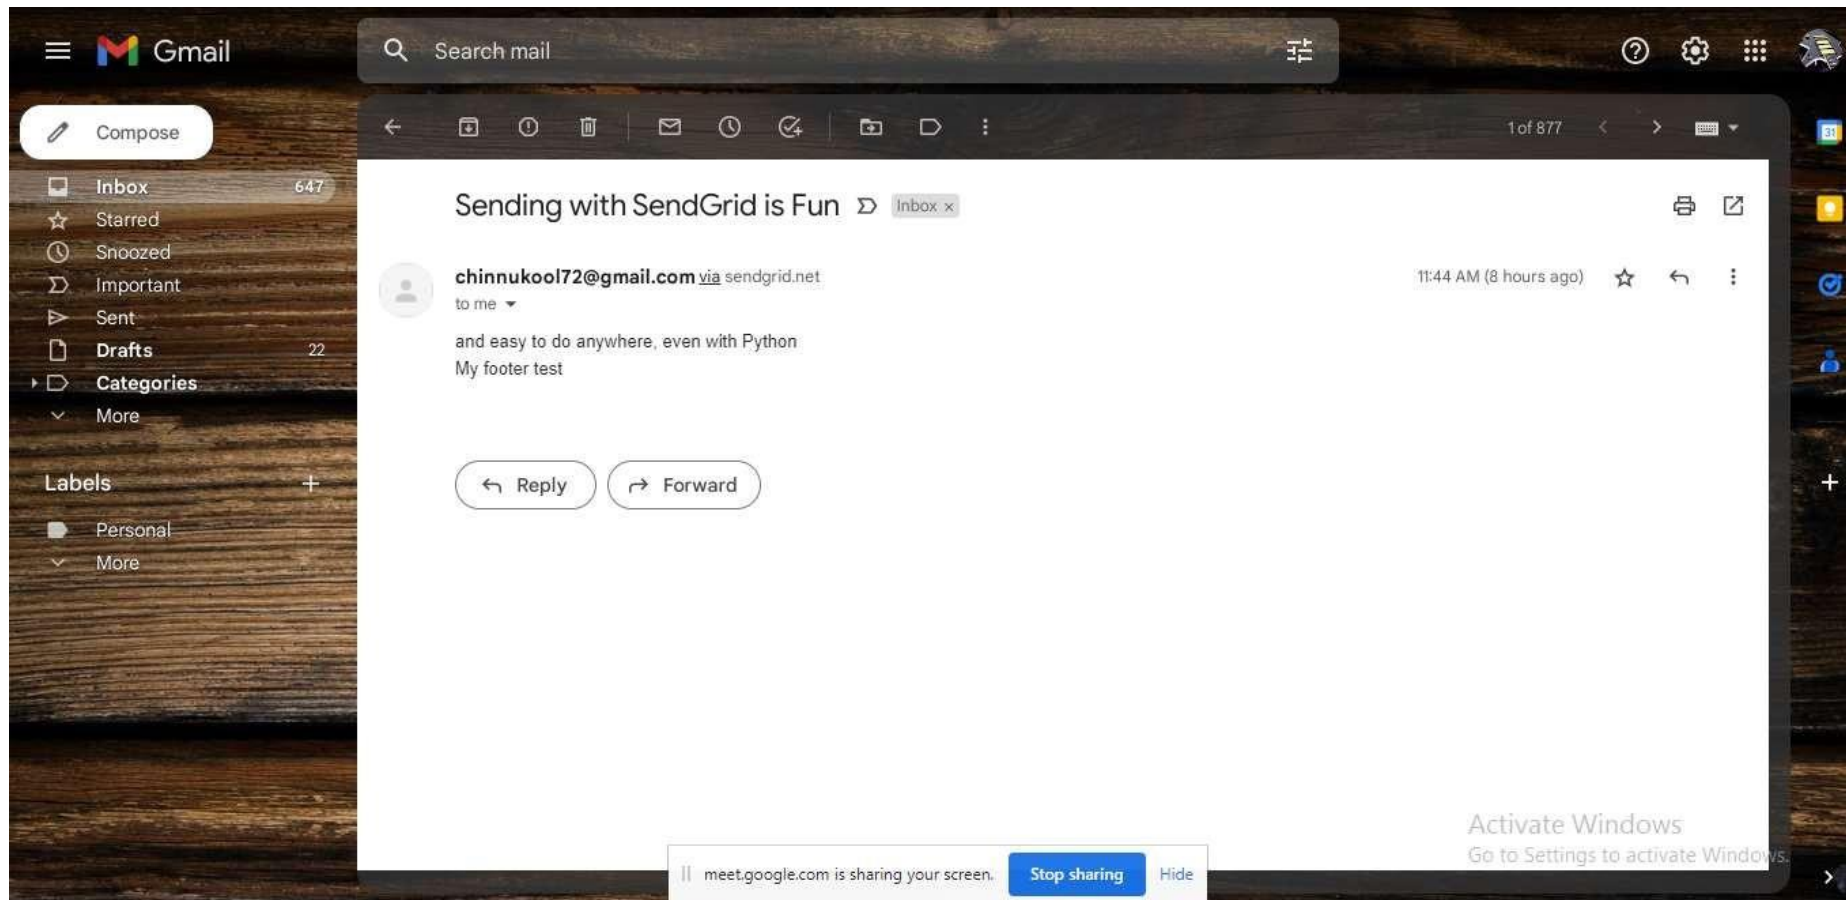 Gmail
Search mail
Compose
1 of 877
31
Inbox 647
Starred
Snoozed
Important
Sent
Drafts 22
Categories
More
Labels
Personal
More
Sending with SendGrid is Fun Inbox ×
chinnukool72@gmail.com via sendgrid.net 11:44 AM (8 hours ago)
to me
and easy to do anywhere, even with Python
My footer test
Reply Forward
Activate Windows
Go to Settings to activate Windows.
meet.google.com is sharing your screen. Stop sharing Hide